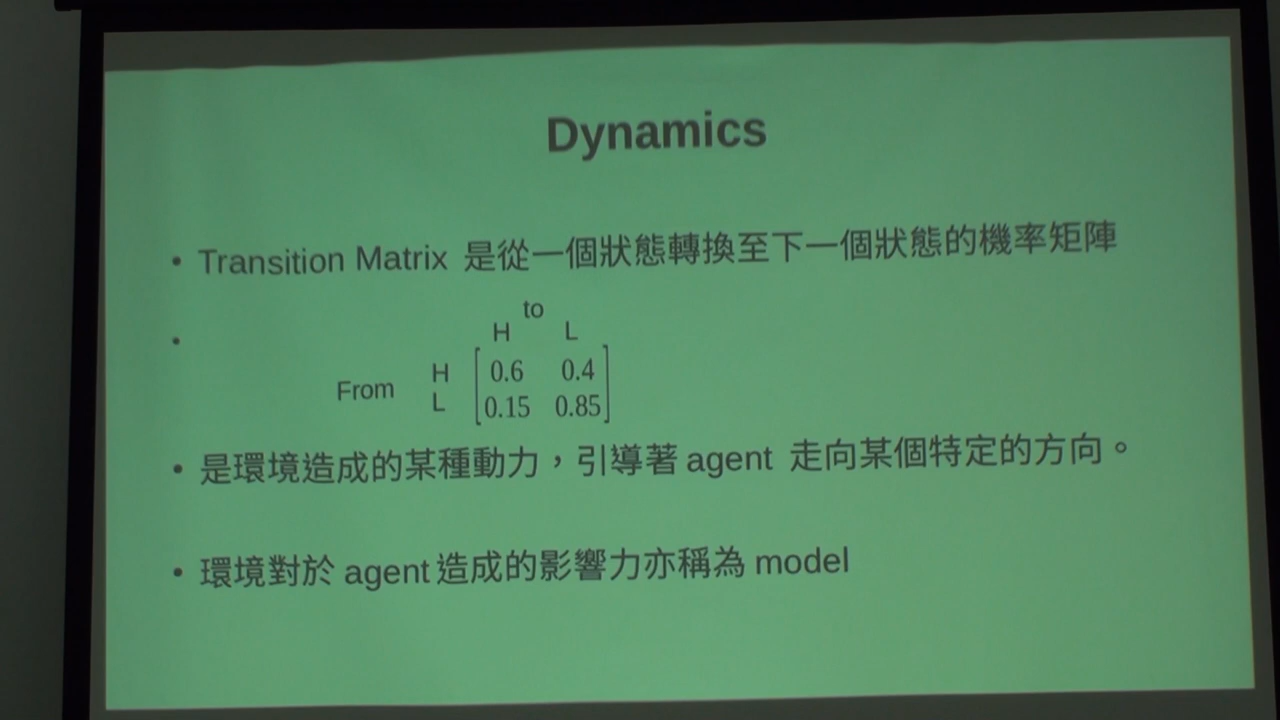 Dynamics
• Transition Matrix 是從一個狀態轉換至下一個狀態的機率矩陣
to
H L
•
From H 0.6 0.4
L 0.15 0.85
• 是環境造成的某種動力，引導著 agent 走向某個特定的方向。
• 環境對於 agent 造成的影響力亦稱為 model